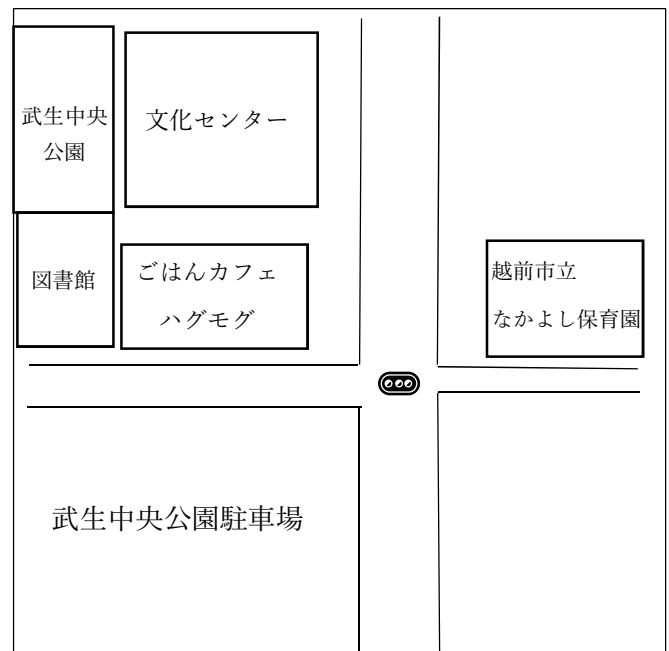 武生中央
公園
文化センター
図書館
ごはんカフェ
ハグモグ
越前市立
なかよし保育園
武生中央公園駐車場